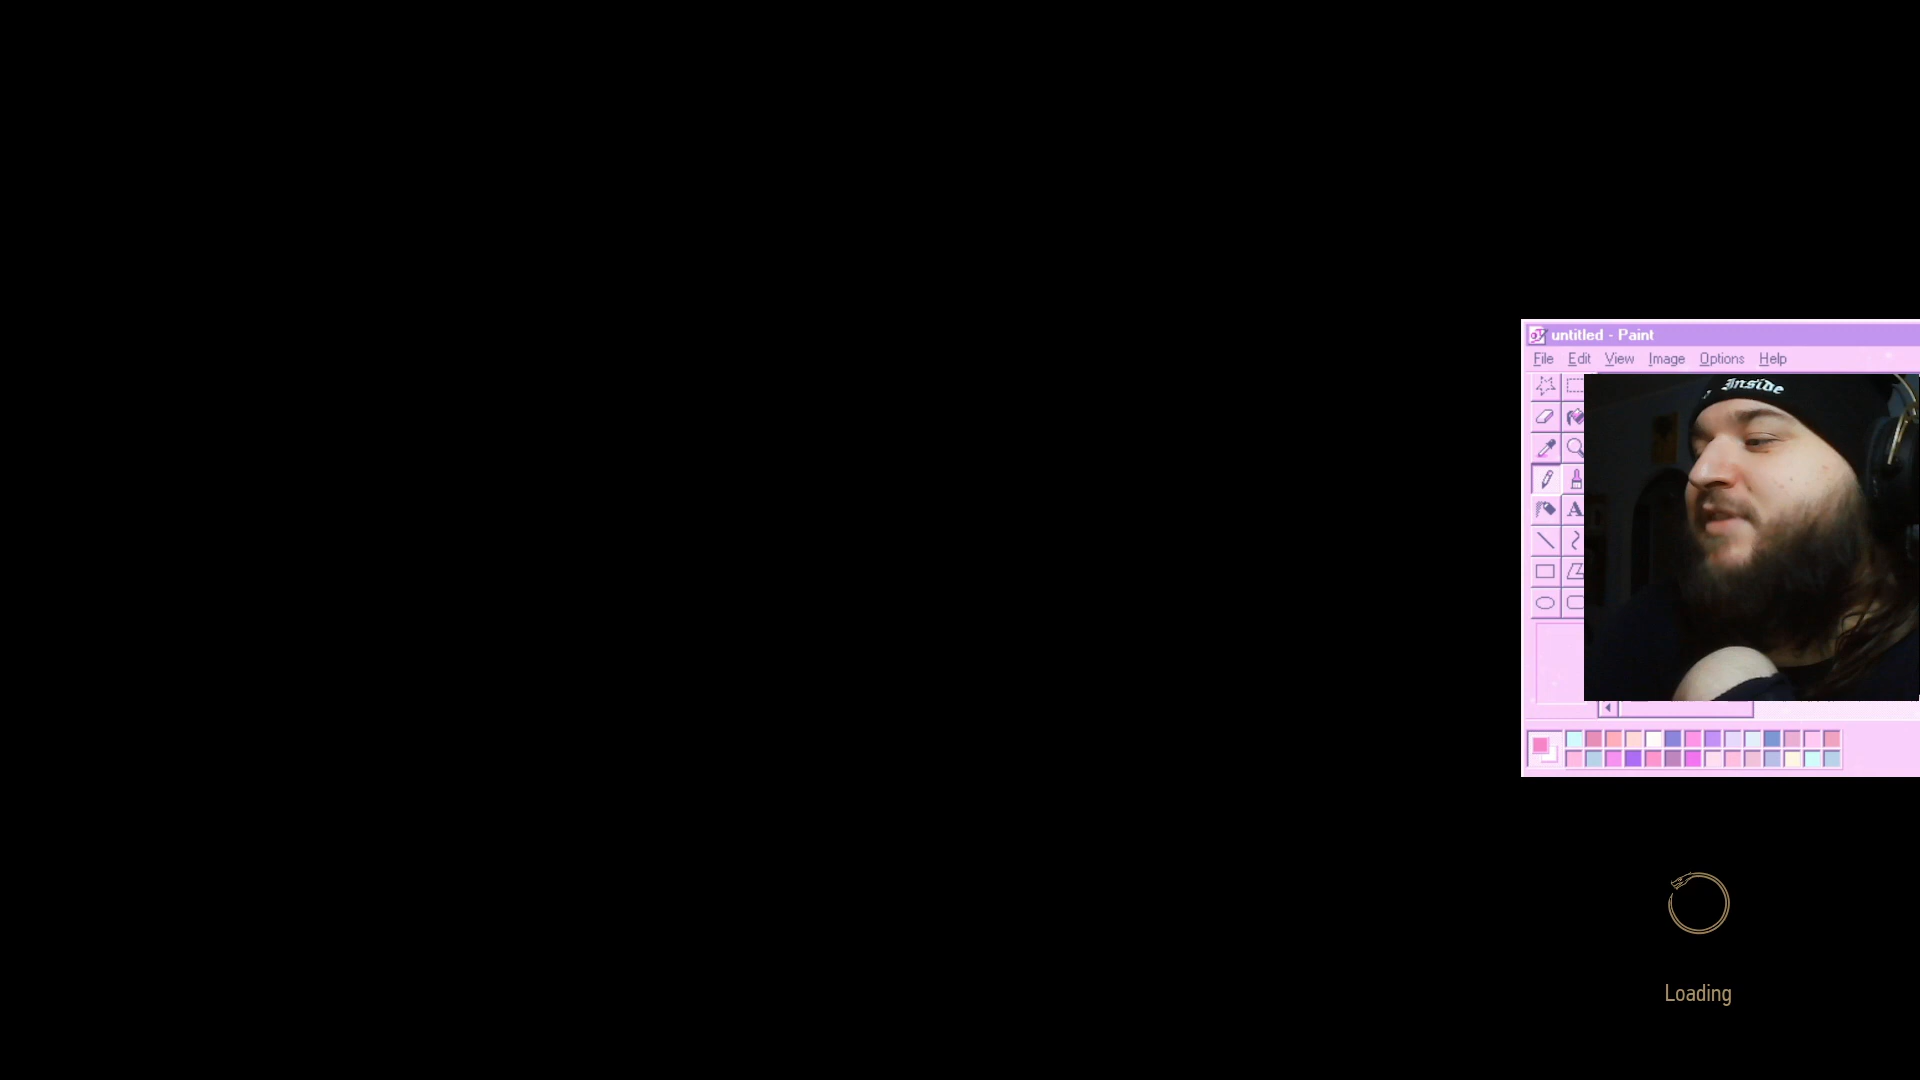 untitled - Paint
File Edit View Image Options Help
Inside
A
Loading